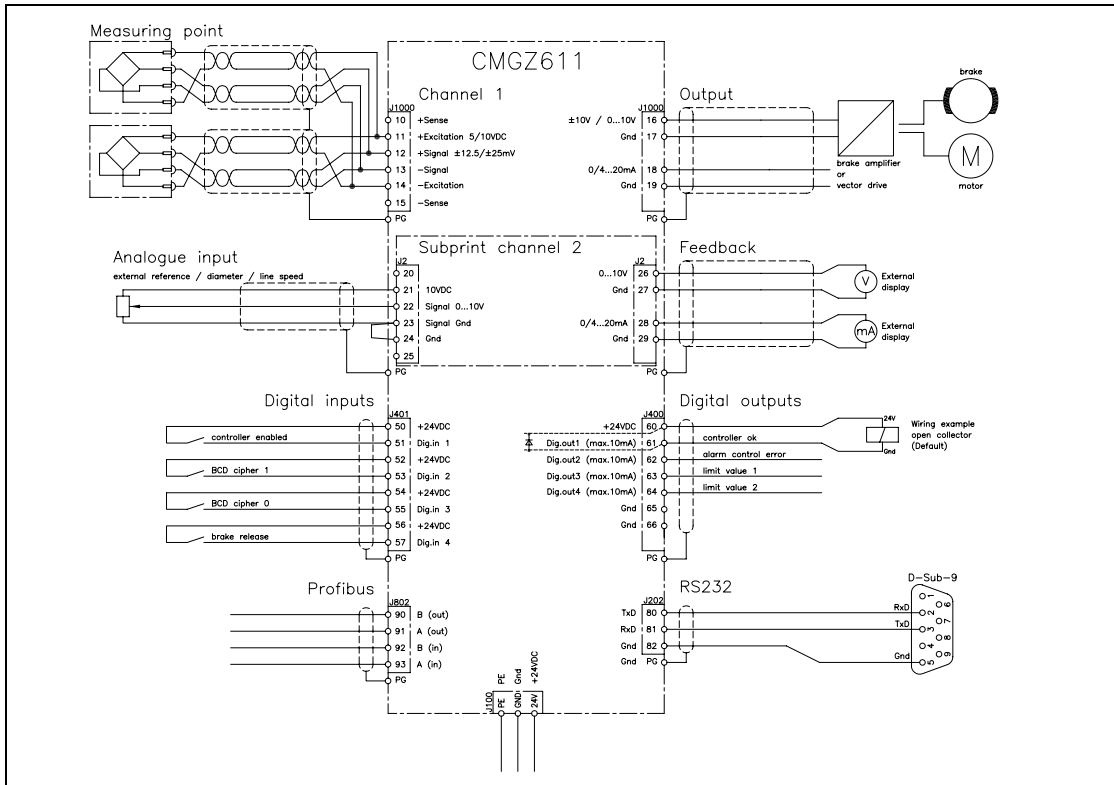 Measuring point
CMGZ611
Channel 1
J1000
10 +Sense
11 +Excitation 5/10VDC
12 +Signal ±12.5/±25mV
13 -Signal
14 -Excitation
15 -Sense
PG
Output
J1000
±10V / 0...10V 16
Gnd 17
0/4...20mA 18
Gnd 19
PG
brake amplifier
or
vector drive
brake
M
motor
Analogue input
external reference / diameter / line speed
Subprint channel 2
J2
20
21 10VDC
22 Signal 0...10V
23 Signal Gnd
24 Gnd
25
PG
Feedback
J2
0...10V 26
Gnd 27
0/4...20mA 28
Gnd 29
PG
V
External
display
mA
External
display
Digital inputs
J401
50 +24VDC
controller enabled 51 Dig.in 1
52 +24VDC
BCD cipher 1 53 Dig.in 2
54 +24VDC
BCD cipher 0 55 Dig.in 3
56 +24VDC
brake release 57 Dig.in 4
PG
Digital outputs
J400
+24VDC 60
Dig.out1 (max.10mA) 61 controller ok
Dig.out2 (max.10mA) 62 alarm control error
Dig.out3 (max.10mA) 63 limit value 1
Dig.out4 (max.10mA) 64 limit value 2
Gnd 65
Gnd 66
PG
24V
Gnd
Wiring example
open collector
(Default)
Profibus
J802
90 B (out)
91 A (out)
92 B (in)
93 A (in)
PG
RS232
J202
TxD 80
RxD 81
Gnd 82
Gnd PG
D-Sub-9
RxD
TxD
Gnd
1
2
3
4
5
6
7
8
9
J100
PE PE
GND Gnd
24V +24VDC